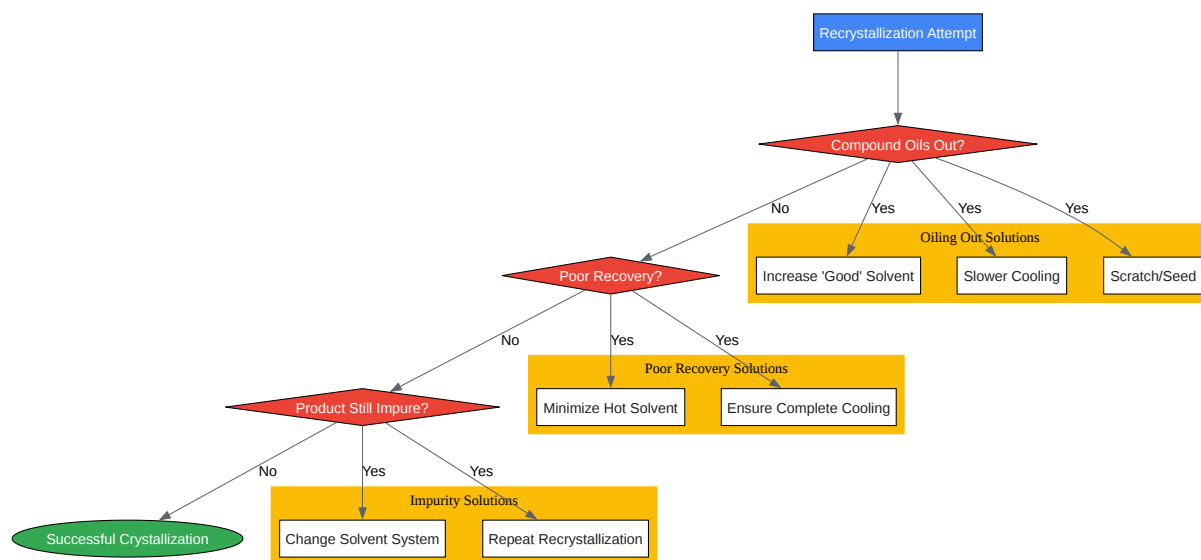 Recrystallization Attempt
Compound Oils Out?
No
Yes
Yes
Yes
Oiling Out Solutions
Increase 'Good' Solvent
Slower Cooling
Scratch/Seed
Poor Recovery?
No
Yes
Yes
Poor Recovery Solutions
Minimize Hot Solvent
Ensure Complete Cooling
Product Still Impure?
No
Yes
Yes
Impurity Solutions
Successful Crystallization
Change Solvent System
Repeat Recrystallization